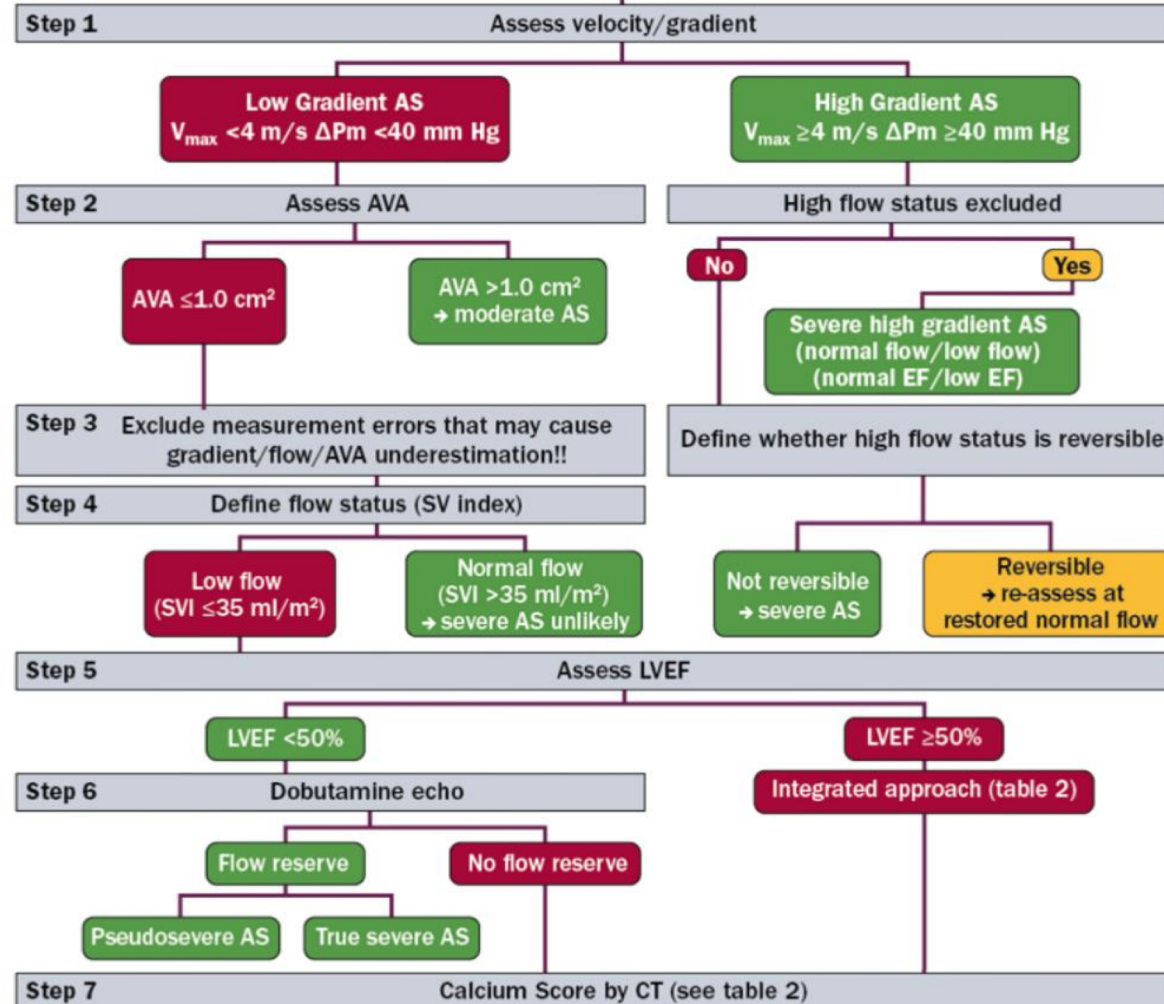 Step 1
Assess velocity/gradient
Low Gradient AS
Vmax <4 m/s ΔPm <40 mm Hg
High Gradient AS
Vmax ≥4 m/s ΔPm ≥40 mm Hg
Step 2
Assess AVA
High flow status excluded
AVA ≤1.0 cm²
AVA >1.0 cm²
→ moderate AS
No
Yes
Severe high gradient AS
(normal flow/low flow)
(normal EF/low EF)
Step 3
Exclude measurement errors that may cause
gradient/flow/AVA underestimation!!
Define whether high flow status is reversible
Step 4
Define flow status (SV index)
Low flow
(SVI ≤35 ml/m²)
Normal flow
(SVI >35 ml/m²)
→ severe AS unlikely
Not reversible
→ severe AS
Reversible
→ re-assess at
restored normal flow
Step 5
Assess LVEF
LVEF <50%
LVEF ≥50%
Step 6
Dobutamine echo
Integrated approach (table 2)
Flow reserve
No flow reserve
Pseudosevere AS
True severe AS
Step 7
Calcium Score by CT (see table 2)